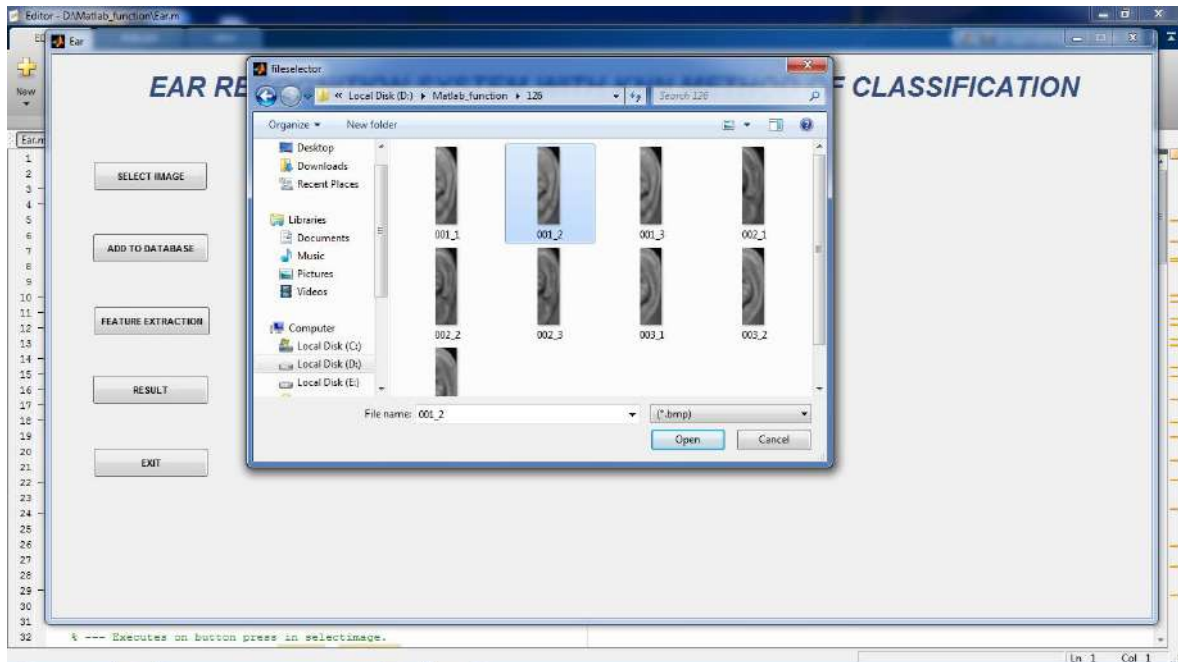 Editor - D:\Matlab_function\Ear.m
Ear
fileselector
EAR RE
F CLASSIFICATION
New
Local Disk (D:) Matlab_function 126
Search 126
Organize
New folder
Ear.m
SELECT IMAGE
ADD TO DATABASE
FEATURE EXTRACTION
RESULT
EXIT
Desktop
Downloads
Recent Places
Libraries
Documents
Music
Pictures
Videos
Computer
Local Disk (C:)
Local Disk (D:)
Local Disk (E:)
001_1
001_2
001_3
002_1
002_2
002_3
003_1
003_2
File name: 001_2
(*.bmp)
Open
Cancel
1
2
3
4
5
6
7
8
9
10
11
12
13
14
15
16
17
18
19
20
21
22
23
24
25
26
27
28
29
30
31
32 % --- Executes on button press in selectimage.
Ln 1 Col 1